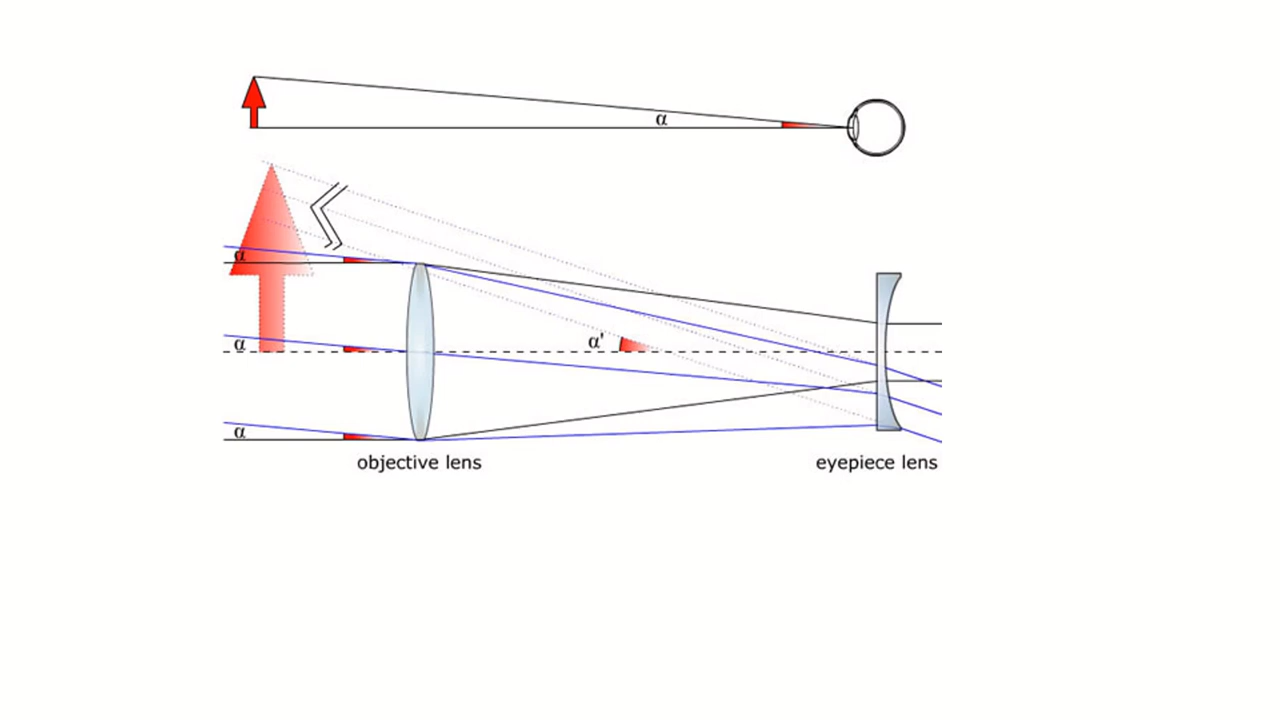 α
α
α
α'
α
objective lens
eyepiece lens